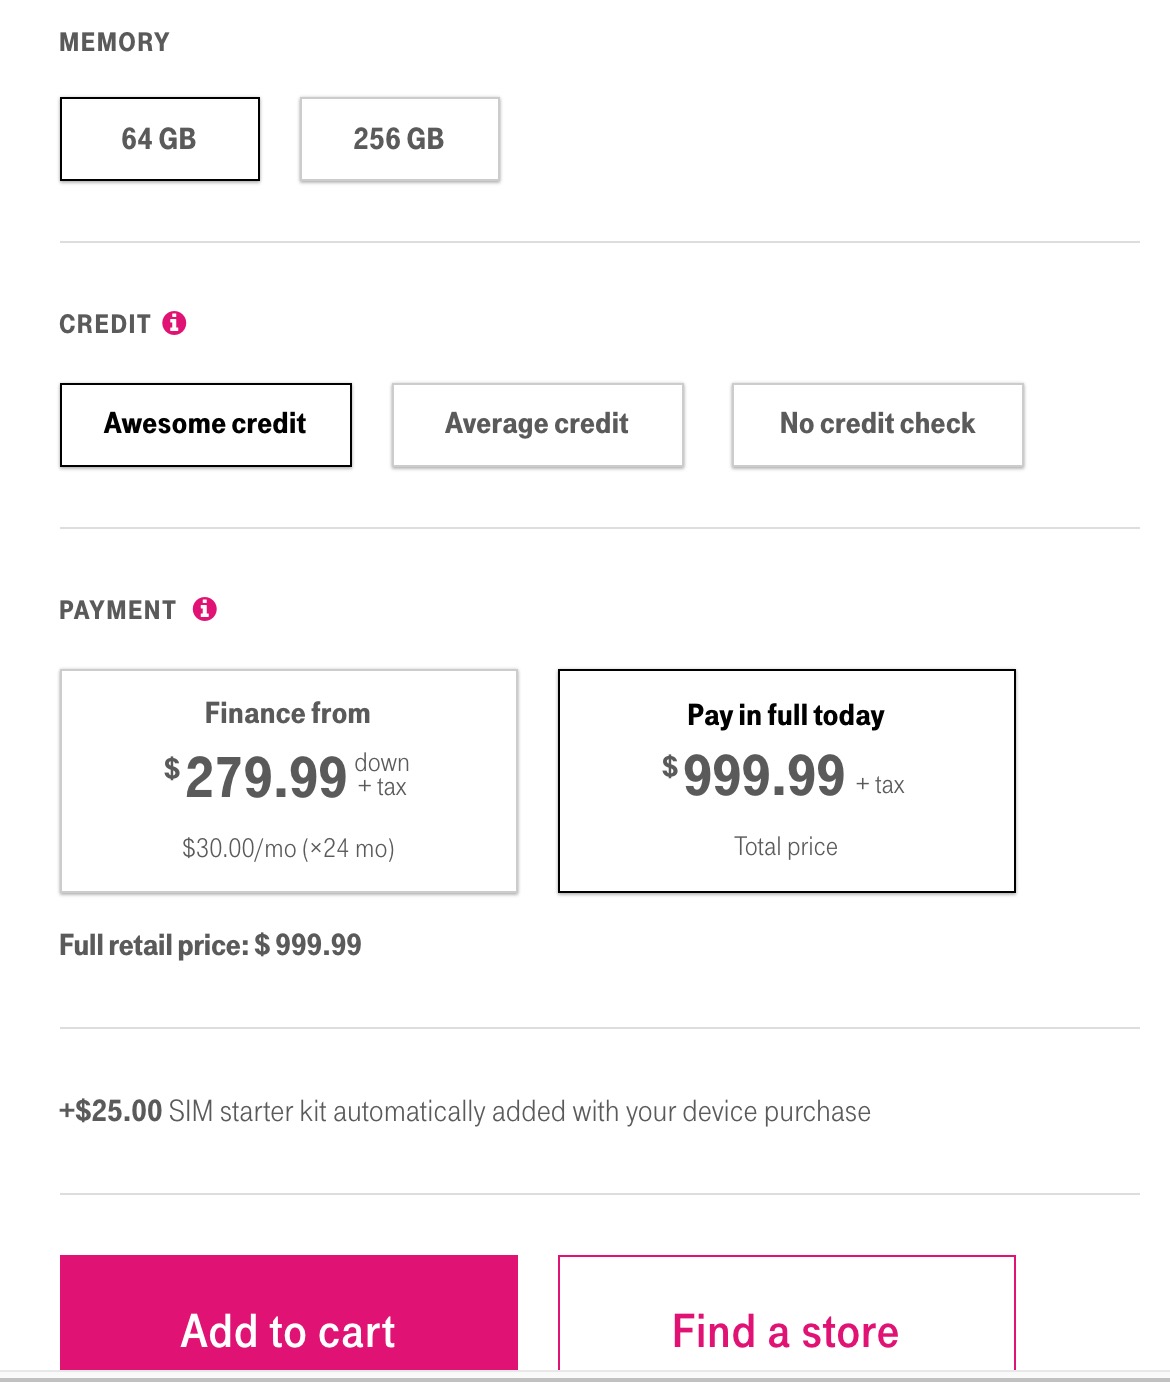 MEMORY
64 GB
256 GB
CREDIT
Awesome credit
Average credit
No credit check
PAYMENT
Finance from
$279.99 down + tax
$30.00/mo (×24 mo)
Pay in full today
$999.99 + tax
Total price
Full retail price: $ 999.99
+$25.00 SIM starter kit automatically added with your device purchase
Add to cart
Find a store